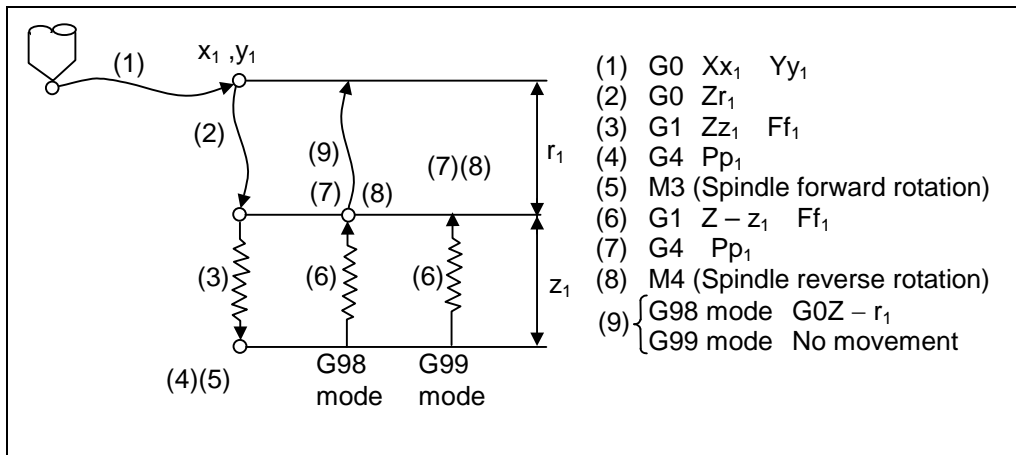 x1 ,y1
(1)
(2)
(9)
(7)(8)
r1
(7)
(8)
(3)
(6)
(6)
z1
(4)(5)
G98 mode
G99 mode
(1) G0 Xx1 Yy1
(2) G0 Zr1
(3) G1 Zz1 Ff1
(4) G4 Pp1
(5) M3 (Spindle forward rotation)
(6) G1 Z – z1 Ff1
(7) G4 Pp1
(8) M4 (Spindle reverse rotation)
(9) G98 mode G0Z – r1
G99 mode No movement